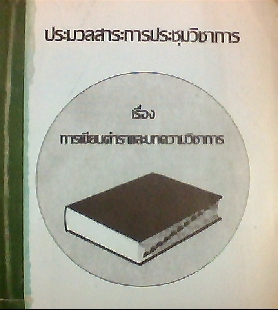 ประมวลสาระการประชุมวิชาการ
เรื่อง
การเขียนตำราและบทความวิชาการ